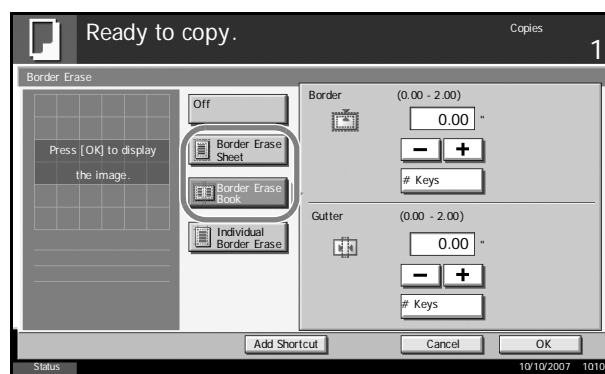 Ready to copy.
Copies
1
Border Erase
Press [OK] to display
the image.
Off
Border Erase
Sheet
Border Erase
Book
Individual
Border Erase
Border (0.00 - 2.00)
0.00 "
− +
# Keys
Gutter (0.00 - 2.00)
0.00 "
− +
# Keys
Add Shortcut
Cancel
OK
Status
10/10/2007 1010